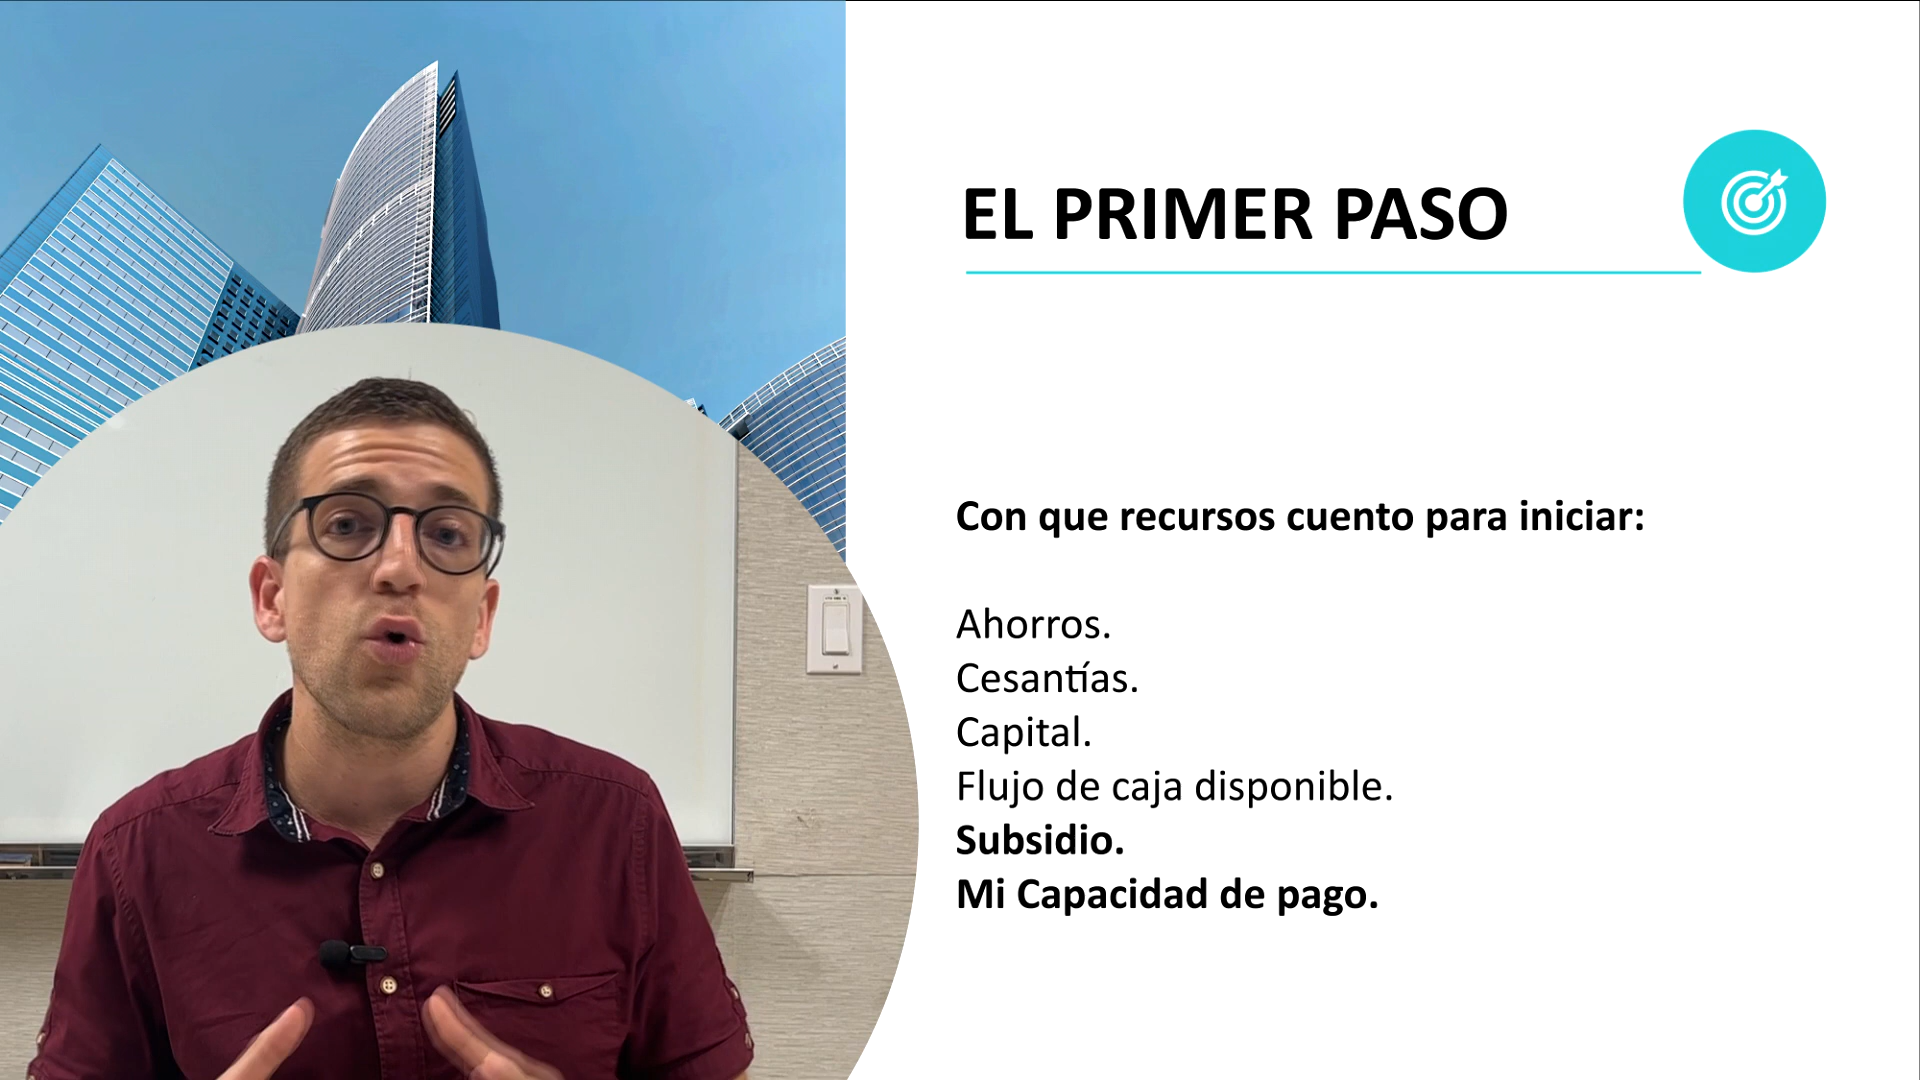 EL PRIMER PASO
Con que recursos cuento para iniciar:
Ahorros.
Cesantías.
Capital.
Flujo de caja disponible.
Subsidio.
Mi Capacidad de pago.